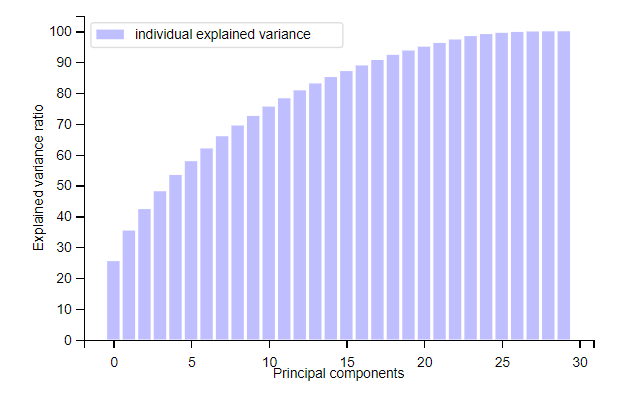 100
90
80
70
60
50
40
30
20
10
0
individual explained variance
Explained variance ratio
0 5 10 15 20 25 30
Principal components